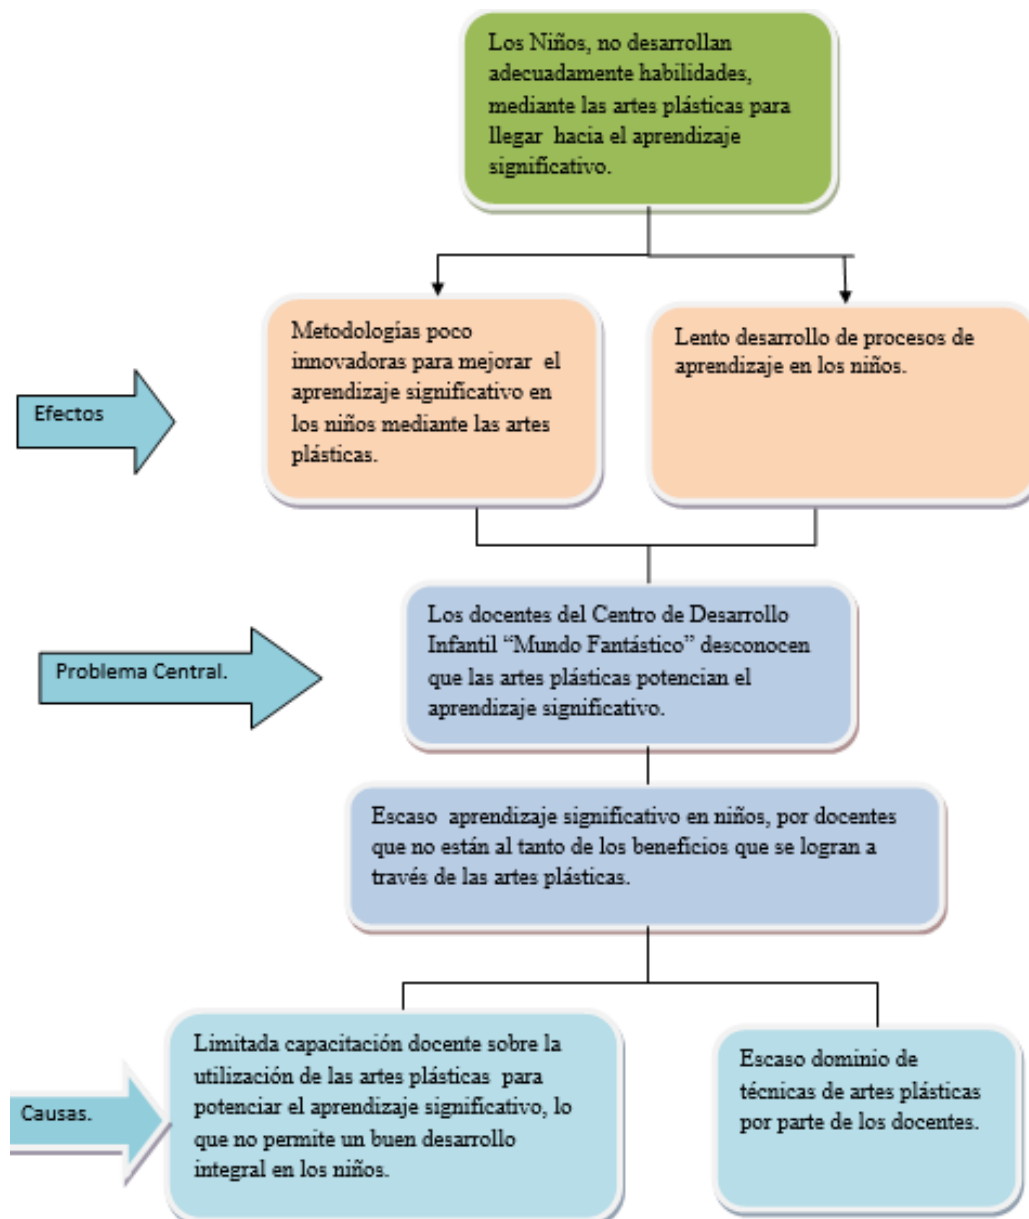 Los Niños, no desarrollan
adecuadamente habilidades,
mediante las artes plásticas para
llegar hacia el aprendizaje
significativo.
Metodologías poco
innovadoras para mejorar el
aprendizaje significativo en
los niños mediante las artes
plásticas.
Lento desarrollo de procesos de
aprendizaje en los niños.
Efectos
Los docentes del Centro de Desarrollo
Infantil “Mundo Fantástico” desconocen
que las artes plásticas potencian el
aprendizaje significativo.
Problema Central.
Escaso aprendizaje significativo en niños, por docentes
que no están al tanto de los beneficios que se logran a
través de las artes plásticas.
Limitada capacitación docente sobre la
utilización de las artes plásticas para
potenciar el aprendizaje significativo, lo
que no permite un buen desarrollo
integral en los niños.
Escaso dominio de
técnicas de artes plásticas
por parte de los docentes.
Causas.